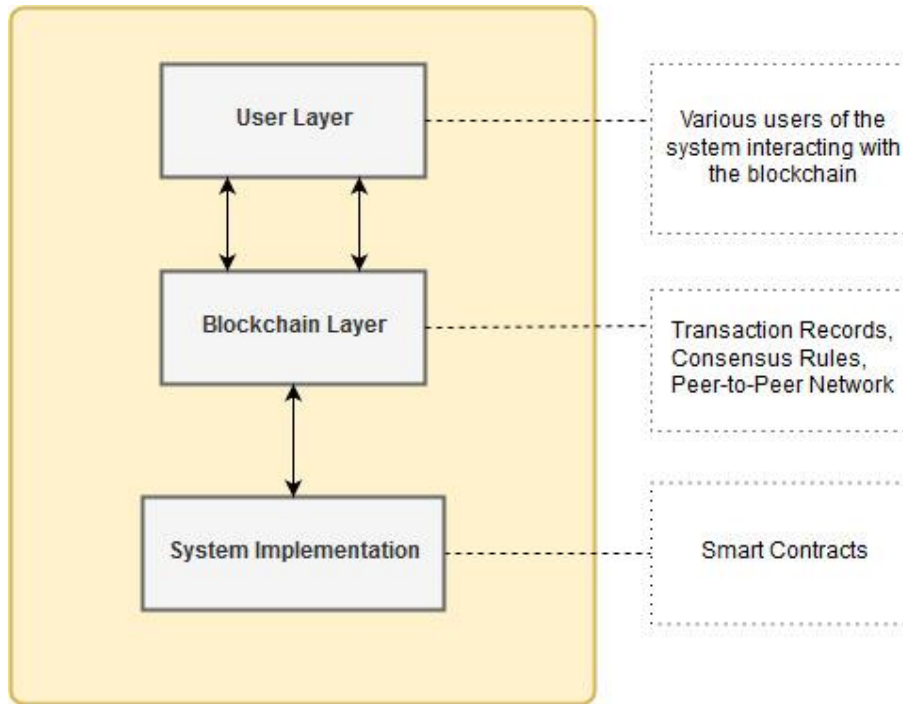 User Layer
Various users of the
system interacting with
the blockchain
Blockchain Layer
Transaction Records,
Consensus Rules,
Peer-to-Peer Network
System Implementation
Smart Contracts